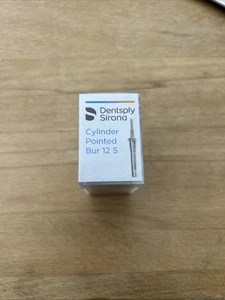 Dentsply
Sirona
Cylinder
Pointed
Bur 12 S